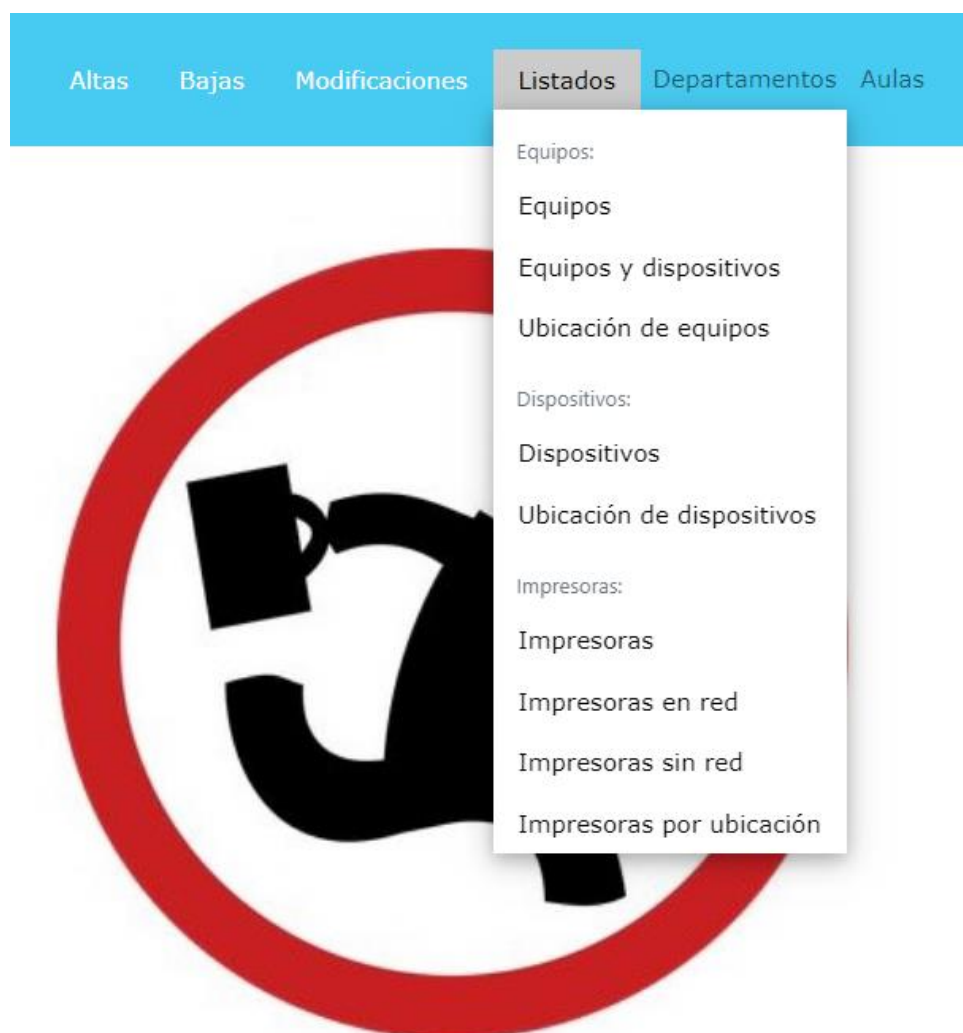 Altas Bajas Modificaciones Listados Departamentos Aulas
Equipos:
Equipos
Equipos y dispositivos
Ubicación de equipos
Dispositivos:
Dispositivos
Ubicación de dispositivos
Impresoras:
Impresoras
Impresoras en red
Impresoras sin red
Impresoras por ubicación